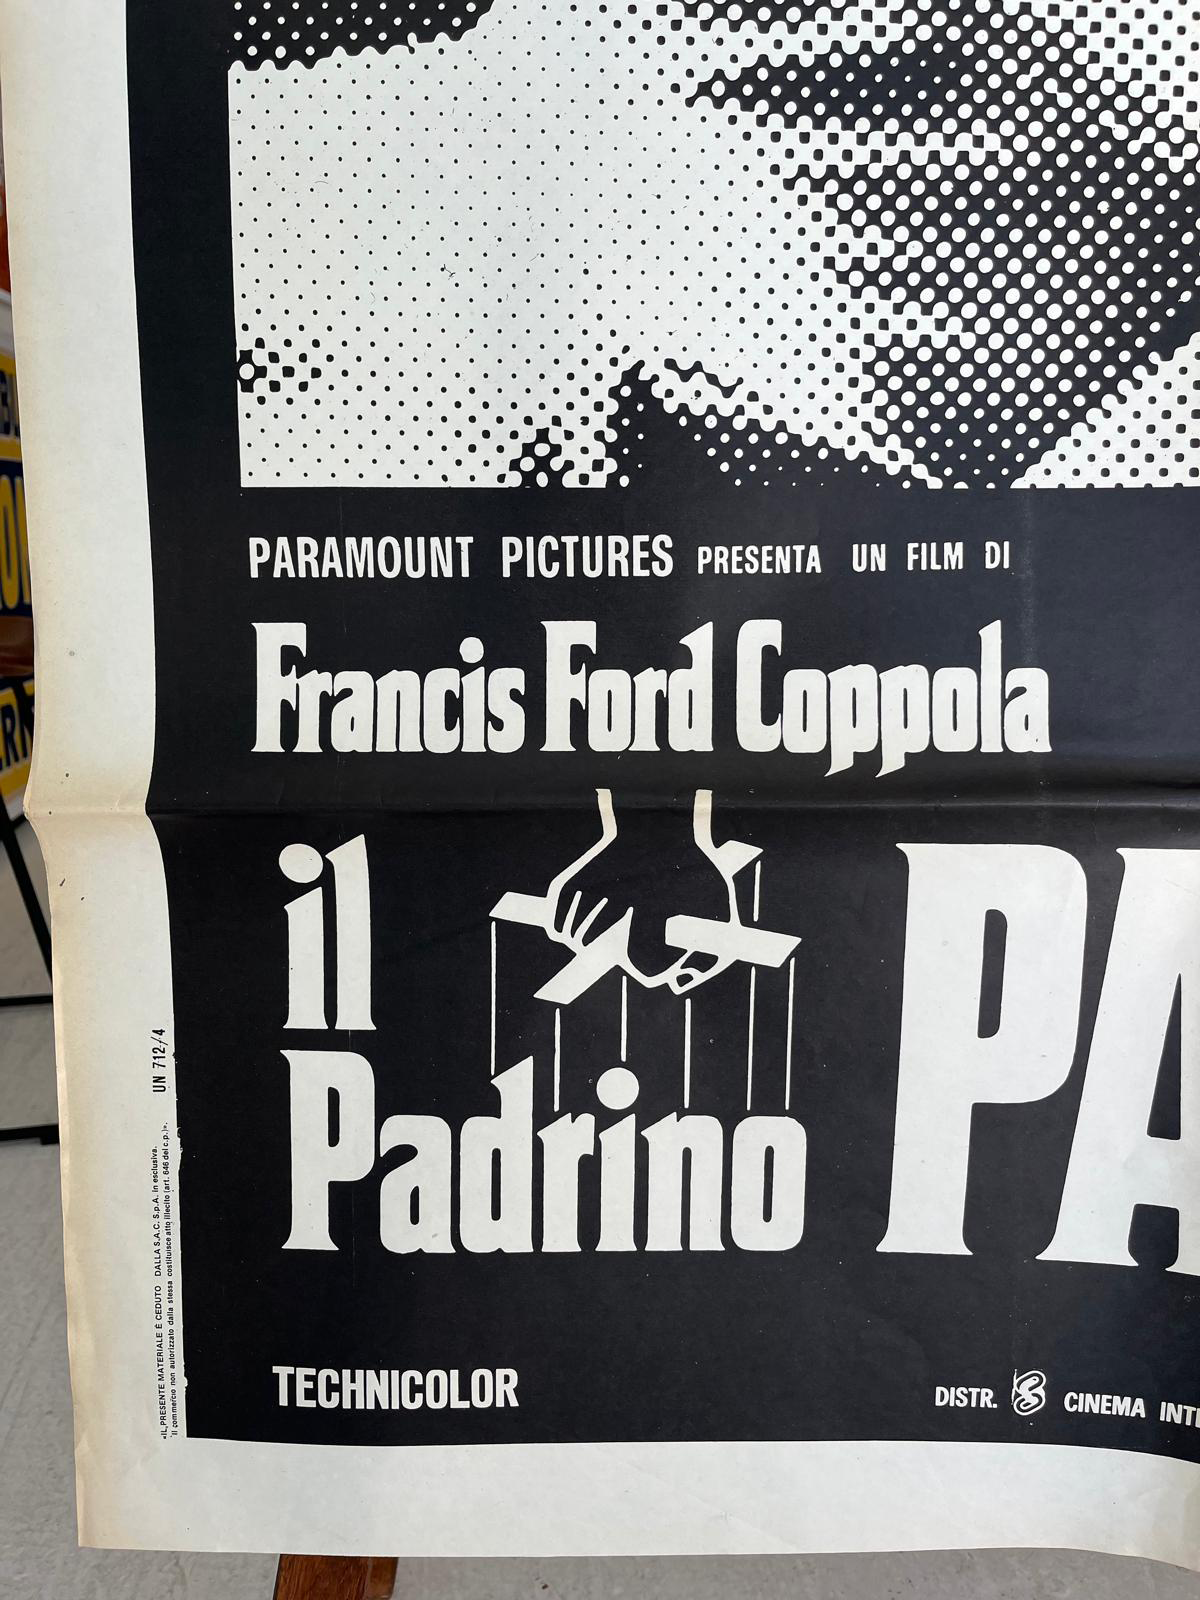 PARAMOUNT PICTURES PRESENTA UN FILM DI
Francis Ford Coppola
il
Padrino
PA
TECHNICOLOR
DISTR. CINEMA INTE
UN 712/4
«IL PRESENTE MATERIALE È CEDUTO DALLA S.A.C. S.p.A. in esclusiva.
Il commercio non autorizzato dalla stessa costituisce atto illecito (art. 646 del c.p.)».